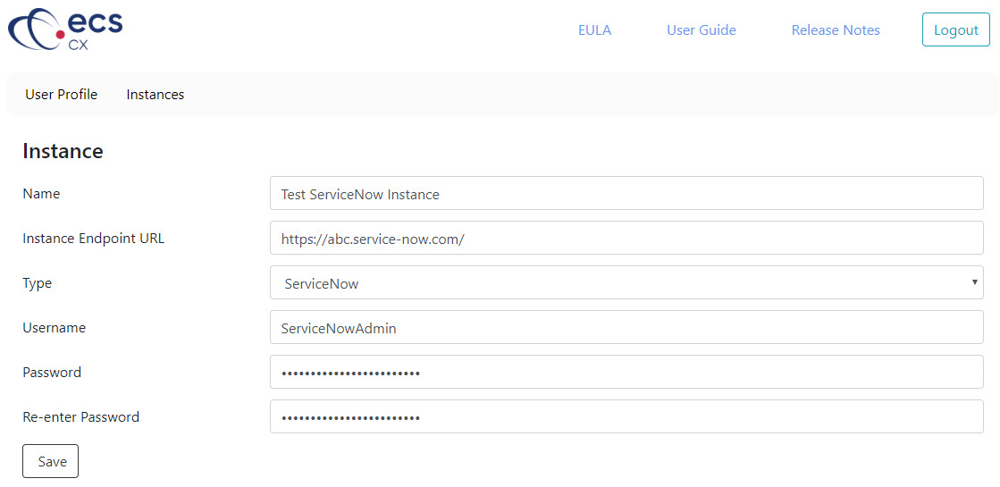 ecs
CX
EULA User Guide Release Notes Logout
User Profile Instances
Instance
Name Test ServiceNow Instance
Instance Endpoint URL https://abc.service-now.com/
Type ServiceNow
Username ServiceNowAdmin
Password ••••••••••••••••••••••••
Re-enter Password ••••••••••••••••••••••••
Save